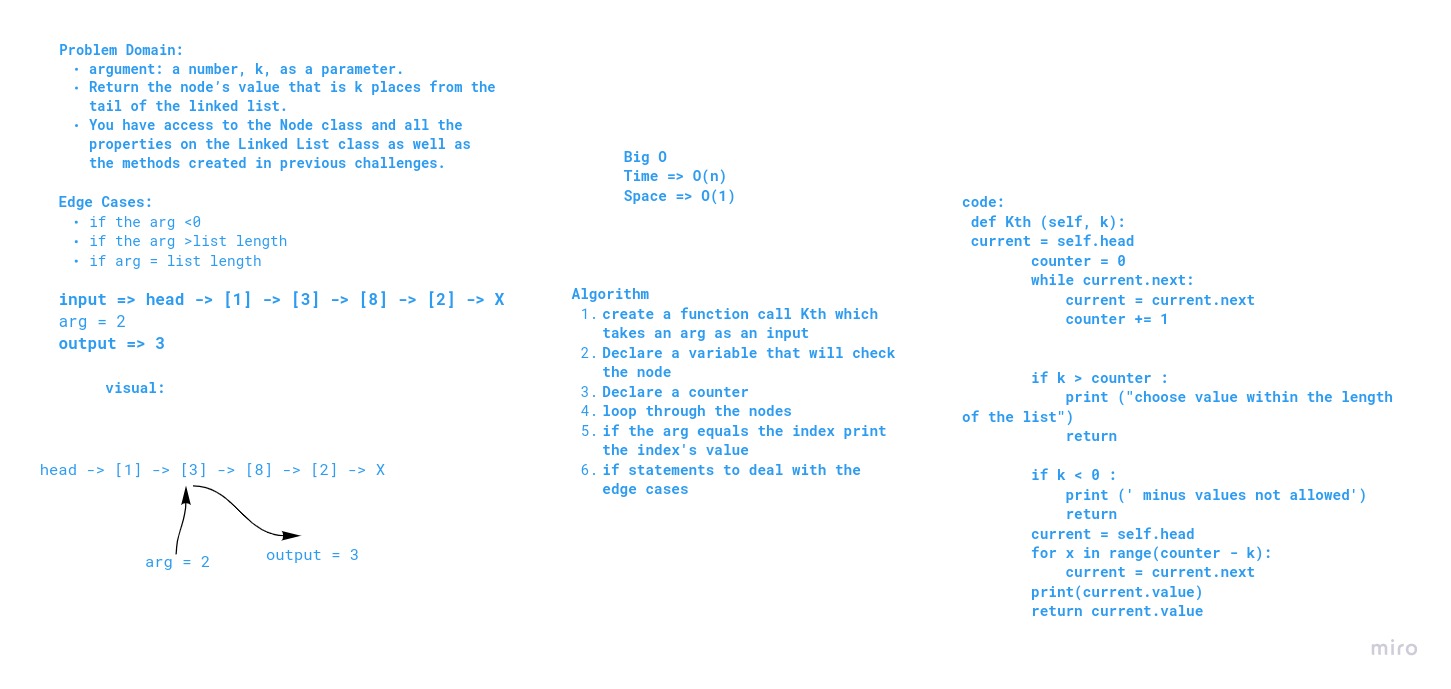 Problem Domain:
• argument: a number, k, as a parameter.
• Return the node’s value that is k places from the
tail of the linked list.
• You have access to the Node class and all the
properties on the Linked List class as well as
the methods created in previous challenges.
Edge Cases:
• if the arg <0
• if the arg >list length
• if arg = list length
input => head -> [1] -> [3] -> [8] -> [2] -> X
arg = 2
output => 3
visual:
head -> [1] -> [3] -> [8] -> [2] -> X
arg = 2
output = 3
Big O
Time => O(n)
Space => O(1)
Algorithm
1. create a function call Kth which
takes an arg as an input
2. Declare a variable that will check
the node
3. Declare a counter
4. loop through the nodes
5. if the arg equals the index print
the index's value
6. if statements to deal with the
edge cases
code:
def Kth (self, k):
current = self.head
counter = 0
while current.next:
current = current.next
counter += 1
if k > counter :
print ("choose value within the length
of the list")
return
if k < 0 :
print (' minus values not allowed')
return
current = self.head
for x in range(counter - k):
current = current.next
print(current.value)
return current.value
miro